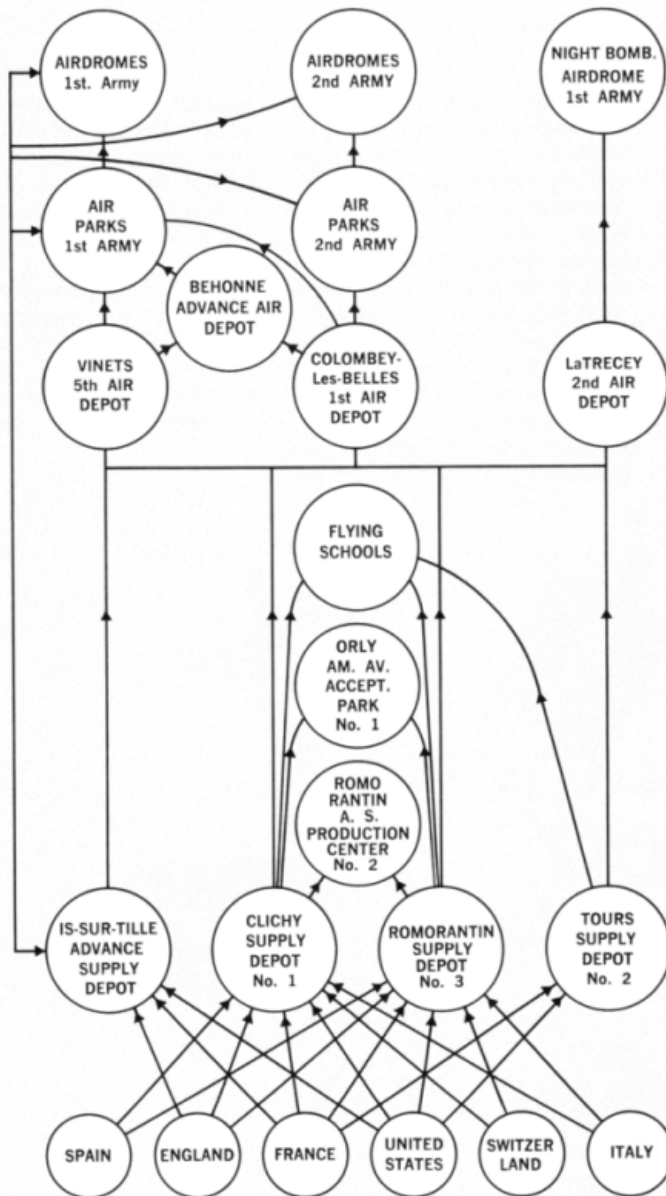 AIRDROMES
1st. Army
AIRDROMES
2nd ARMY
NIGHT BOMB.
AIRDROME
1st ARMY
AIR
PARKS
1st ARMY
AIR
PARKS
2nd ARMY
BEHONNE
ADVANCE AIR
DEPOT
VINETS
5th AIR
DEPOT
COLOMBEY-
Les-BELLES
1st AIR
DEPOT
LaTRECEY
2nd AIR
DEPOT
FLYING
SCHOOLS
ORLY
AM. AV.
ACCEPT.
PARK
No. 1
ROMO
RANTIN
A. S.
PRODUCTION
CENTER
No. 2
IS-SUR-TILLE
ADVANCE
SUPPLY
DEPOT
CLICHY
SUPPLY
DEPOT
No. 1
ROMORANTIN
SUPPLY
DEPOT
No. 3
TOURS
SUPPLY
DEPOT
No. 2
SPAIN
ENGLAND
FRANCE
UNITED
STATES
SWITZER
LAND
ITALY